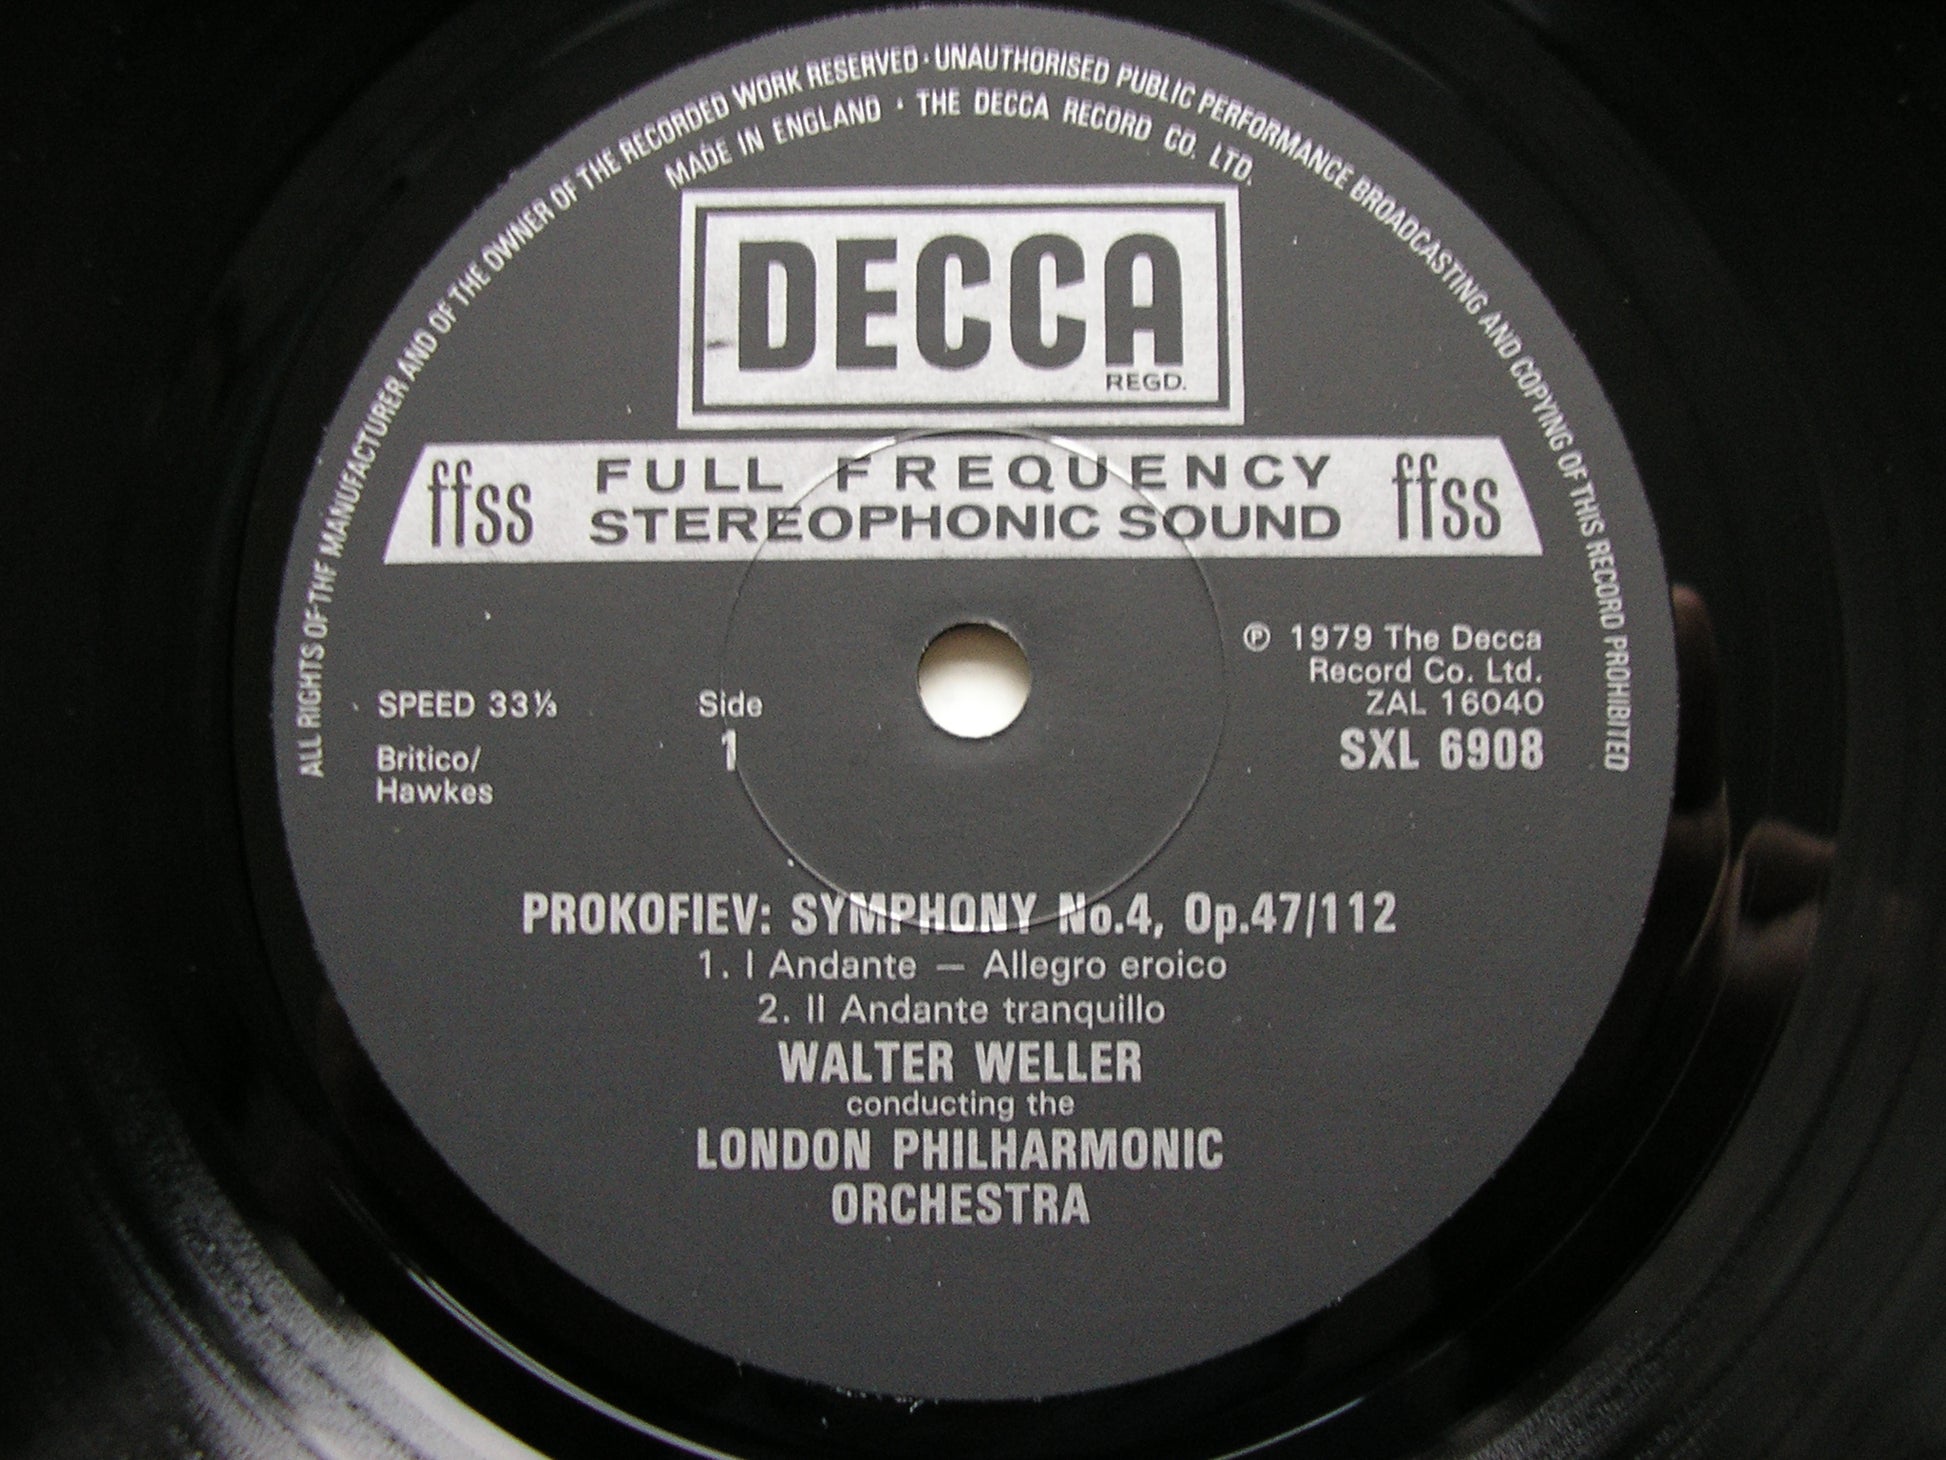 ALL RIGHTS OF THE MANUFACTURER AND OF THE OWNER OF THE RECORDED WORK RESERVED · UNAUTHORISED PUBLIC PERFORMANCE BROADCASTING AND COPYING OF THIS RECORD PROHIBITED
MADE IN ENGLAND · THE DECCA RECORD CO. LTD.
DECCA
REGD.
ffss FULL FREQUENCY ffss
STEREOPHONIC SOUND
℗ 1979 The Decca
Record Co. Ltd.
SPEED 33⅓ Side ZAL 16040
1 SXL 6908
Britico/
Hawkes
PROKOFIEV: SYMPHONY No.4, Op.47/112
1. I Andante — Allegro eroico
2. II Andante tranquillo
WALTER WELLER
conducting the
LONDON PHILHARMONIC
ORCHESTRA